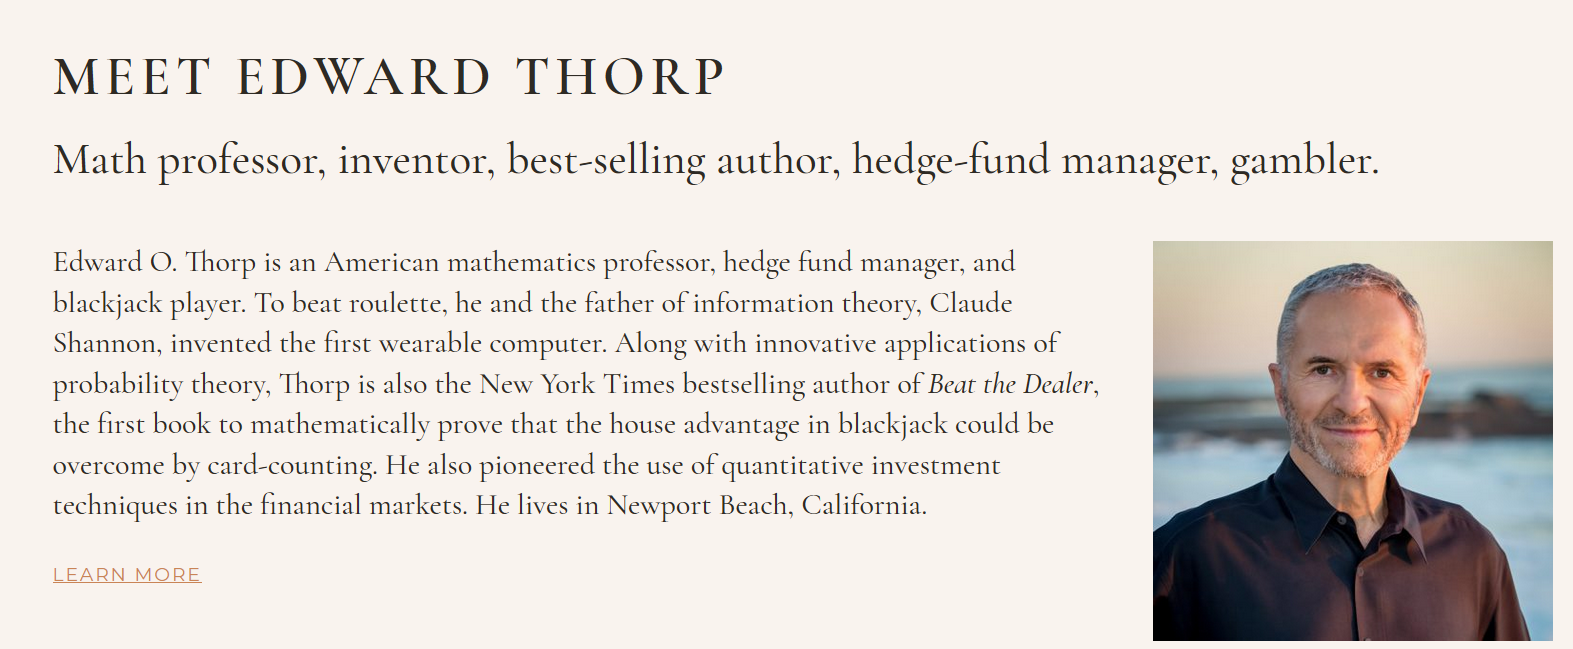 MEET EDWARD THORP
Math professor, inventor, best-selling author, hedge-fund manager, gambler.
Edward O. Thorp is an American mathematics professor, hedge fund manager, and
blackjack player. To beat roulette, he and the father of information theory, Claude
Shannon, invented the first wearable computer. Along with innovative applications of
probability theory, Thorp is also the New York Times bestselling author of Beat the Dealer,
the first book to mathematically prove that the house advantage in blackjack could be
overcome by card-counting. He also pioneered the use of quantitative investment
techniques in the financial markets. He lives in Newport Beach, California.
LEARN MORE